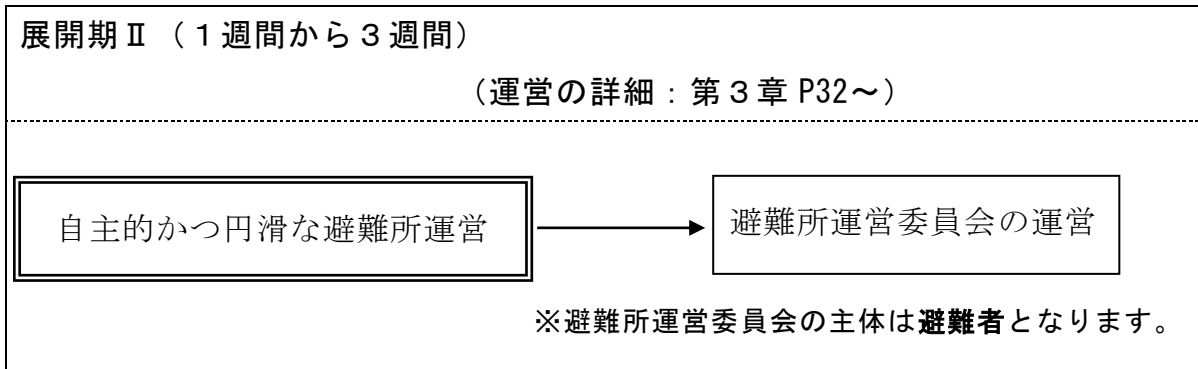 展開期Ⅱ（１週間から３週間）
（運営の詳細：第３章 P32～）
自主的かつ円滑な避難所運営
避難所運営委員会の運営
※避難所運営委員会の主体は避難者となります。